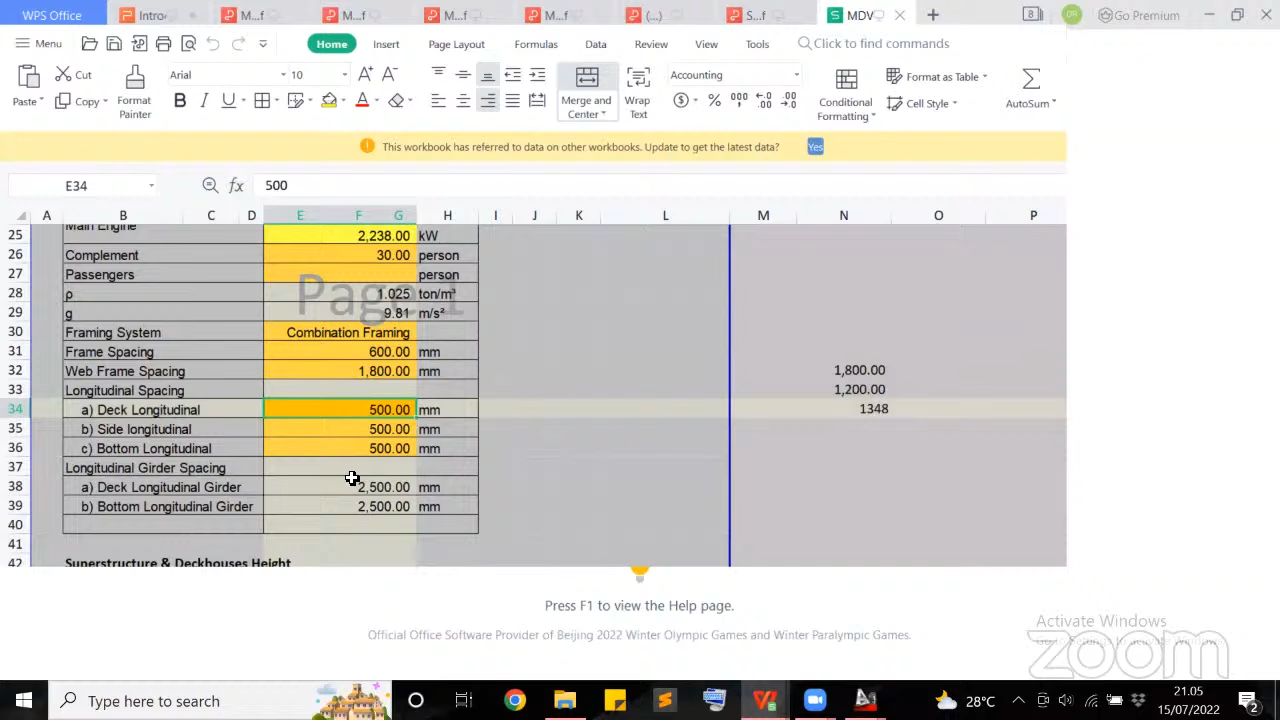 WPS Office
Intro
M...f
M...f
M...f
M...f
(...)
S...f
MDV
8
Go Premium
Menu
Home
Insert
Page Layout
Formulas
Data
Review
View
Tools
Click to find commands
Paste
Cut
Copy
Format Painter
Arial
10
Merge and Center
Wrap Text
Accounting
Conditional Formatting
Format as Table
Cell Style
AutoSum
This workbook has referred to data on other workbooks. Update to get the latest data?
Yes
E34
fx
500
A B C D E F G H I J K L M N O P
25 Main Engine 2,238.00 kW
26 Complement 30.00 person
27 Passengers person
Page 1
28 ρ 1.025 ton/m³
29 g 9.81 m/s²
30 Framing System Combination Framing
31 Frame Spacing 600.00 mm
32 Web Frame Spacing 1,800.00 mm 1,800.00
33 Longitudinal Spacing 1,200.00
34 a) Deck Longitudinal 500.00 mm 1348
35 b) Side longitudinal 500.00 mm
36 c) Bottom Longitudinal 500.00 mm
37 Longitudinal Girder Spacing
38 a) Deck Longitudinal Girder 2,500.00 mm
39 b) Bottom Longitudinal Girder 2,500.00 mm
40
41
42 Superstructure & Deckhouses Height
Press F1 to view the Help page.
Official Office Software Provider of Beijing 2022 Winter Olympic Games and Winter Paralympic Games.
Activate Windows
zoom
Type here to search
28°C
21.05
15/07/2022
2